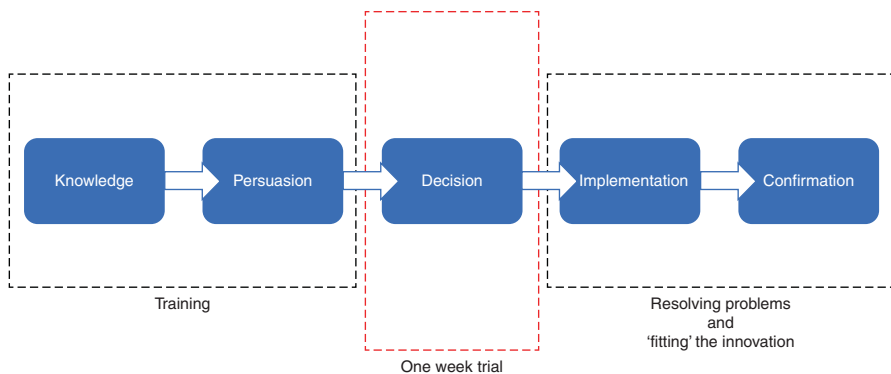 Knowledge
Persuasion
Decision
Implementation
Confirmation
Training
One week trial
Resolving problems
and
‘fitting’ the innovation